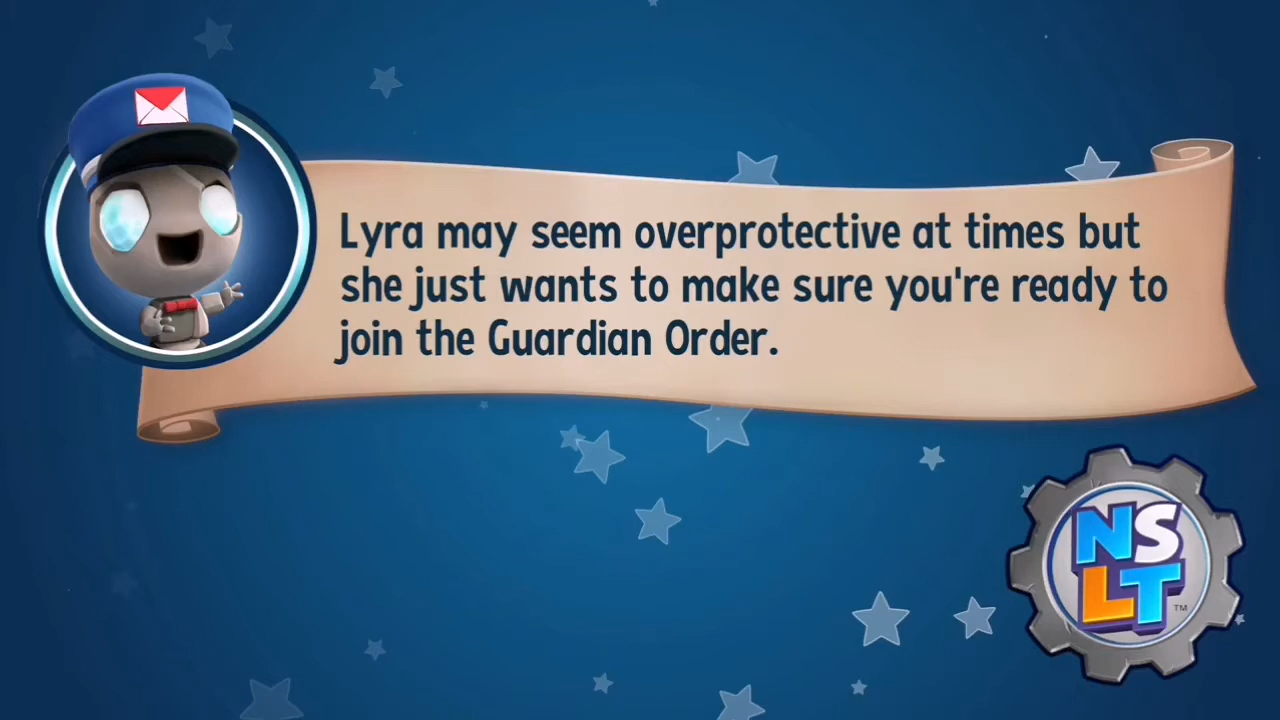 Lyra may seem overprotective at times but
she just wants to make sure you're ready to
join the Guardian Order.
NS
LT
TM